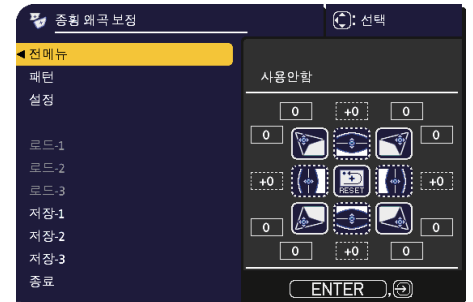 종횡 왜곡 보정
: 선택
전메뉴
패턴
설정
로드-1
로드-2
로드-3
저장-1
저장-2
저장-3
종료
사용안함
0 +0 0
0 0
+0 RESET +0
0 0
0 +0 0
ENTER ,